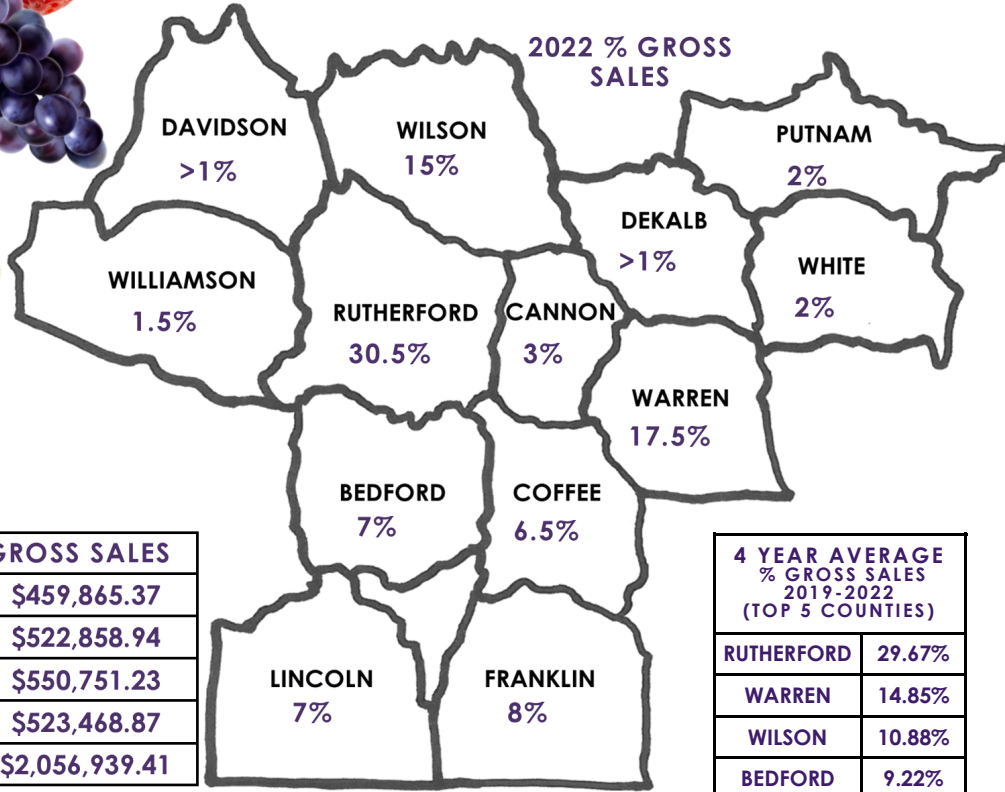 2022 % GROSS
SALES
DAVIDSON
>1%
WILSON
15%
PUTNAM
2%
DEKALB
>1%
WHITE
2%
WILLIAMSON
1.5%
RUTHERFORD
30.5%
CANNON
3%
WARREN
17.5%
BEDFORD
7%
COFFEE
6.5%
LINCOLN
7%
FRANKLIN
8%
GROSS SALES
$459,865.37
$522,858.94
$550,751.23
$523,468.87
$2,056,939.41
4 YEAR AVERAGE
% GROSS SALES
2019-2022
(TOP 5 COUNTIES)
RUTHERFORD 29.67%
WARREN 14.85%
WILSON 10.88%
BEDFORD 9.22%